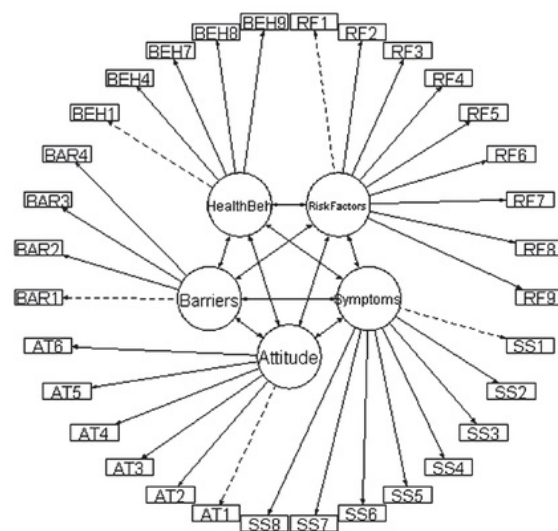 BEH9
RF1
BEH8
RF2
BEH7
RF3
BEH4
RF4
BEH1
RF5
BAR4
RF6
BAR3
HealthBeh
RiskFactors
RF7
BAR2
RF8
BAR1
Barriers
Symptoms
RF9
AT6
Attitude
SS1
AT5
SS2
AT4
SS3
AT3
SS4
AT2
SS5
AT1
SS6
SS8
SS7